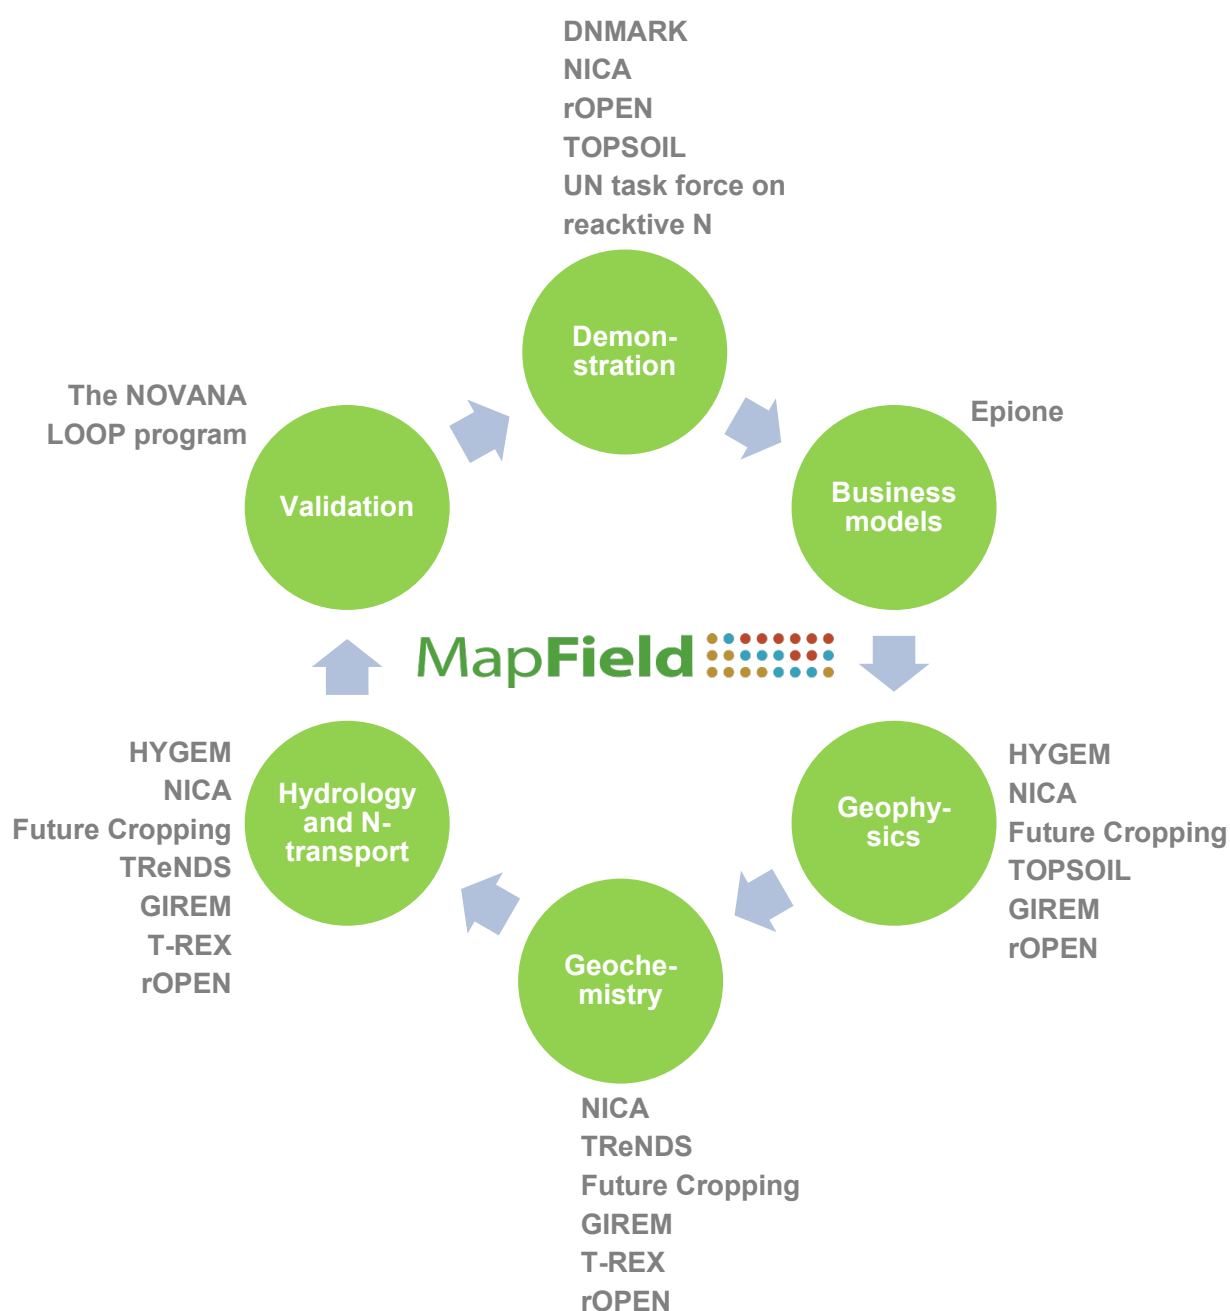 DNMARK
NICA
rOPEN
TOPSOIL
UN task force on
reacktive N
Demon-
stration
Epione
Business
models
The NOVANA
LOOP program
Validation
MapField
HYGEM
NICA
Future Cropping
TReNDS
GIREM
T-REX
rOPEN
Hydrology
and N-
transport
Geophy-
sics
HYGEM
NICA
Future Cropping
TOPSOIL
GIREM
rOPEN
Geoche-
mistry
NICA
TReNDS
Future Cropping
GIREM
T-REX
rOPEN